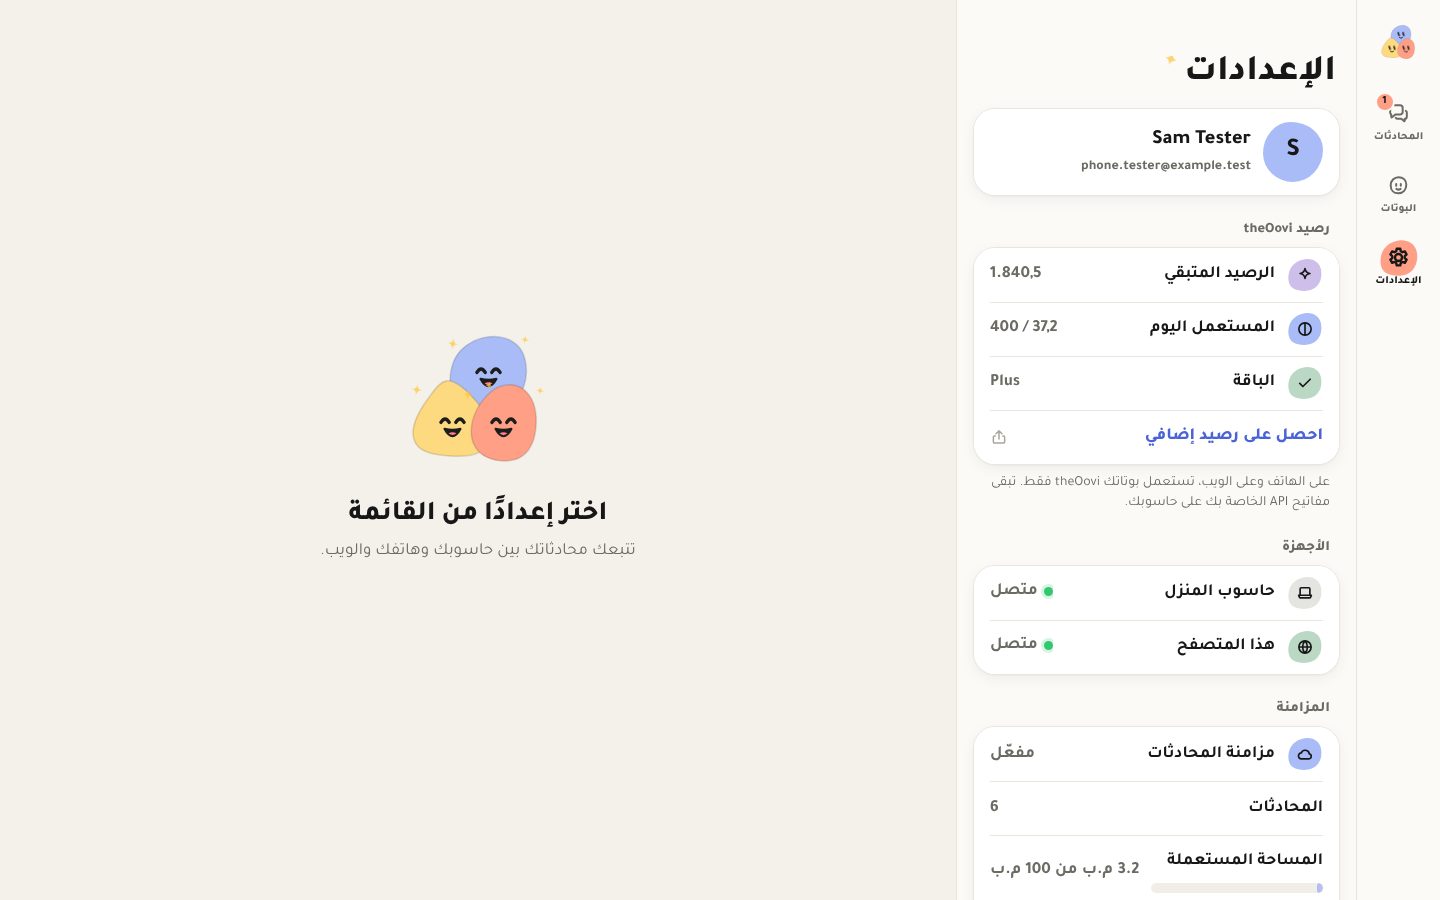 1
المحادثات
البوتات
الإعدادات
الإعدادات
S
Sam Tester
phone.tester@example.test
رصيد theOovi
الرصيد المتبقي 1.840,5
المستعمل اليوم 37,2 / 400
الباقة Plus
احصل على رصيد إضافي
على الهاتف وعلى الويب، تستعمل بوتاتك theOovi فقط. تبقى
مفاتيح API الخاصة بك على حاسوبك.
الأجهزة
حاسوب المنزل متصل
هذا المتصفح متصل
المزامنة
مزامنة المحادثات مفعّل
المحادثات 6
المساحة المستعملة 3.2 م.ب من 100 م.ب
اختر إعدادًا من القائمة
تتبعك محادثاتك بين حاسوبك وهاتفك والويب.